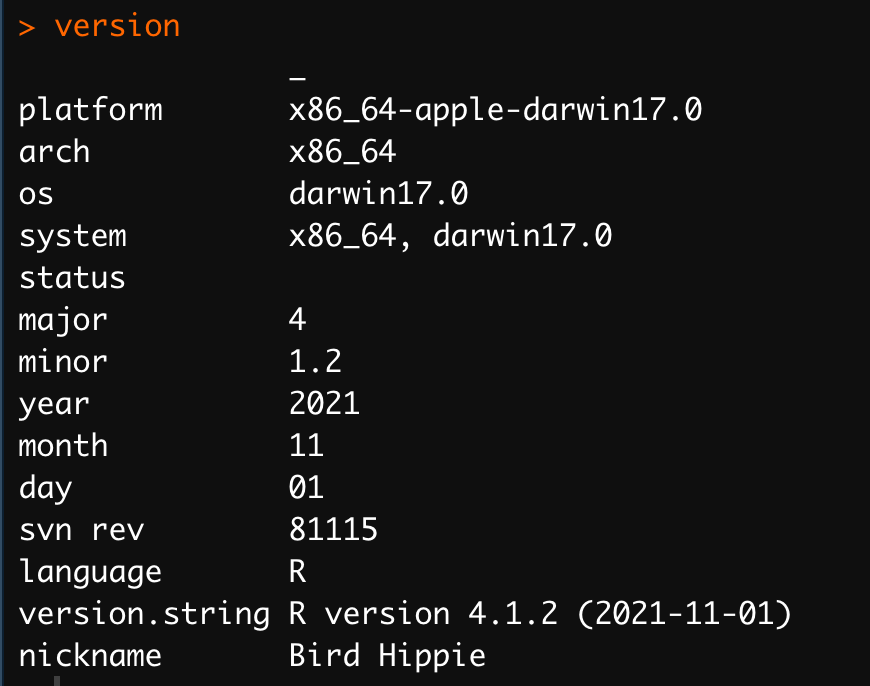 > version
_
platform x86_64-apple-darwin17.0
arch x86_64
os darwin17.0
system x86_64, darwin17.0
status
major 4
minor 1.2
year 2021
month 11
day 01
svn rev 81115
language R
version.string R version 4.1.2 (2021-11-01)
nickname Bird Hippie